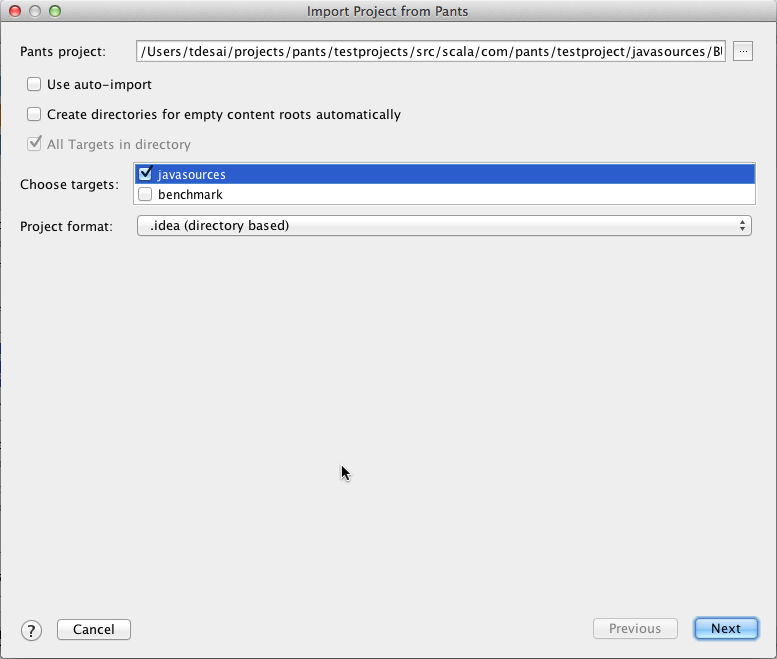 Import Project from Pants
Pants project: /Users/tdesai/projects/pants/testprojects/src/scala/com/pants/testproject/javasources/BU ...
Use auto-import
Create directories for empty content roots automatically
All Targets in directory
Choose targets:
javasources
benchmark
Project format: .idea (directory based)
? Cancel Previous Next